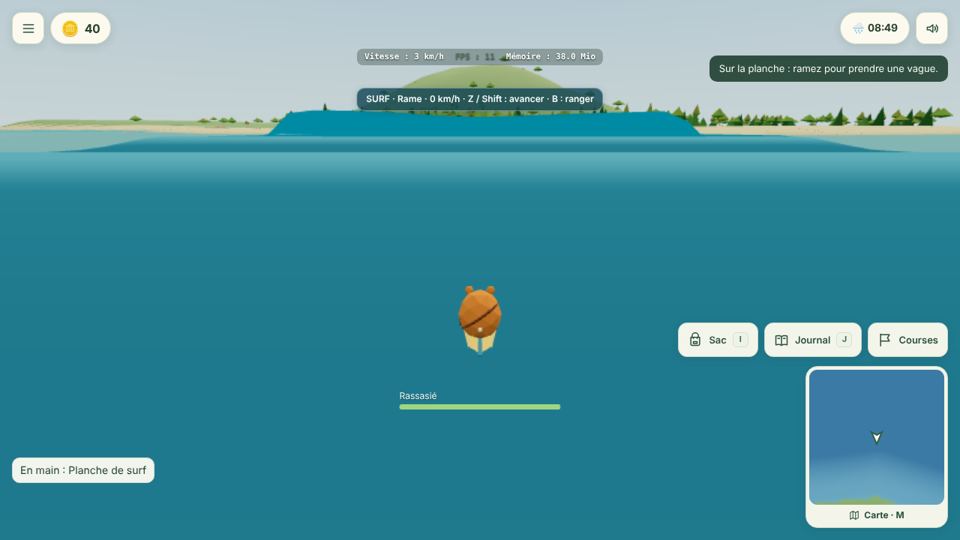 40
08:49
Vitesse : 3 km/h FPS : 11 Mémoire : 38.0 Mio
Sur la planche : ramez pour prendre une vague.
SURF · Rame · 0 km/h · Z / Shift : avancer · B : ranger
Sac I
Journal J
Courses
Rassasié
En main : Planche de surf
Carte · M